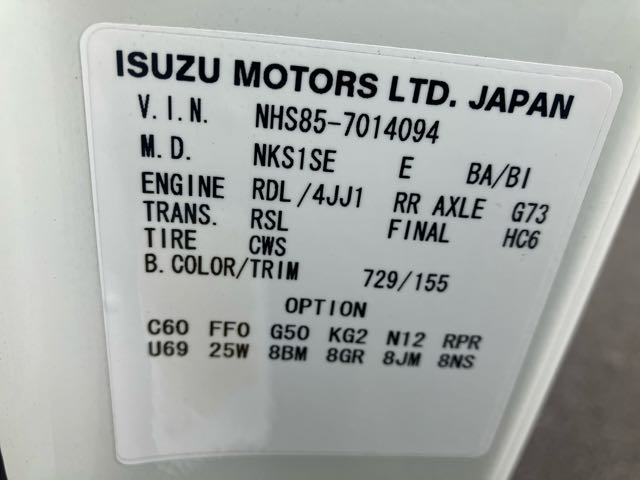 ISUZU MOTORS LTD. JAPAN
V.I.N. NHS85-7014094
M.D. NKS1SE E BA/BI
ENGINE RDL/4JJ1 RR AXLE G73
TRANS. RSL FINAL HC6
TIRE CWS
B.COLOR/TRIM 729/155
OPTION
C60 FF0 G50 KG2 N12 RPR
U69 25W 8BM 8GR 8JM 8NS